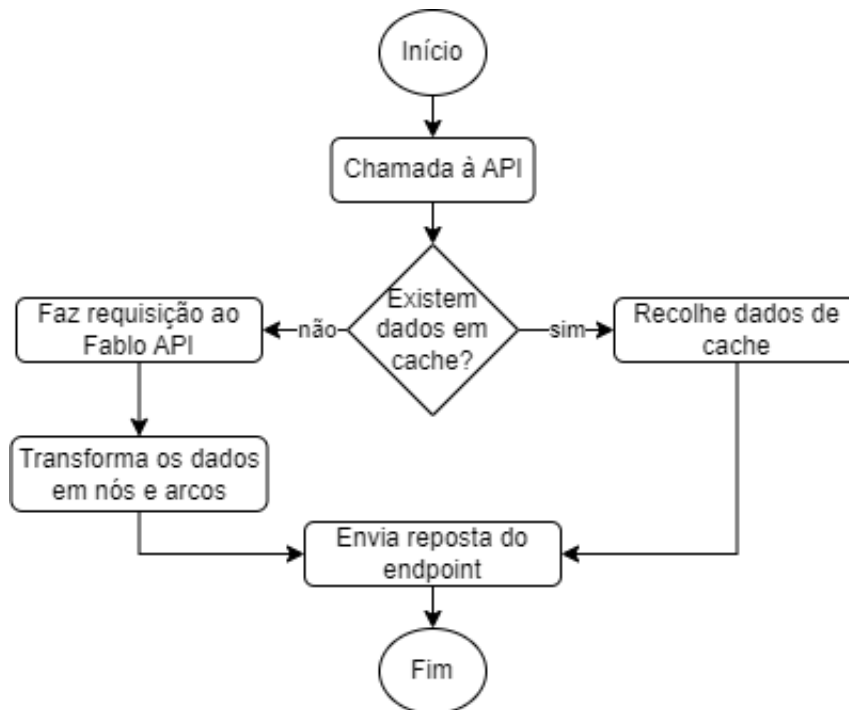 Início
Chamada à API
Existem
dados em
cache?
não
sim
Faz requisição ao
Fablo API
Recolhe dados de
cache
Transforma os dados
em nós e arcos
Envia reposta do
endpoint
Fim